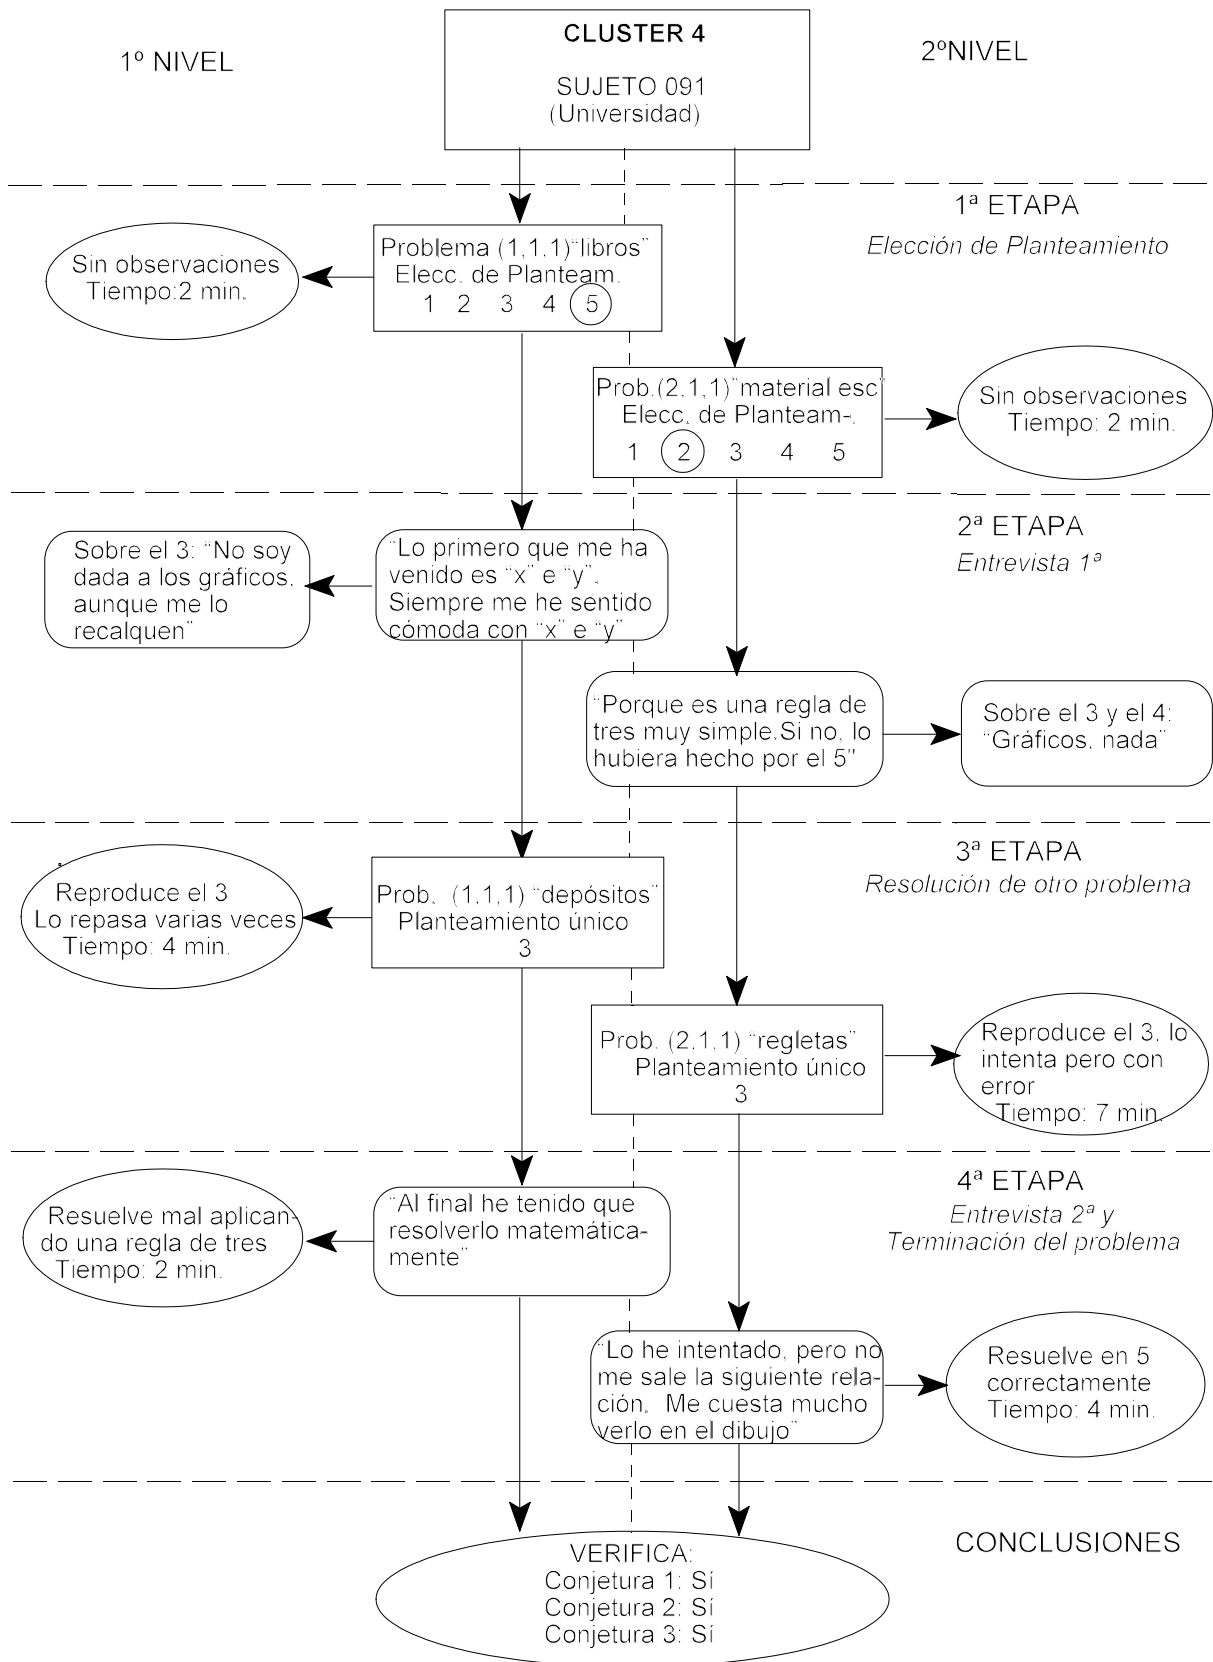 CLUSTER 4
1º NIVEL
2ºNIVEL
SUJETO 091
(Universidad)
1ª ETAPA
Elección de Planteamiento
Sin observaciones
Tiempo:2 min.
Problema (1,1,1)“libros”
Elecc. de Planteam.
1 2 3 4 5
Prob.(2,1,1)“material esc”
Elecc. de Planteam-.
1 2 3 4 5
Sin observaciones
Tiempo: 2 min.
2ª ETAPA
Entrevista 1ª
Sobre el 3: “No soy
dada a los gráficos,
aunque me lo
recalquen”
“Lo primero que me ha
venido es “x” e “y”.
Siempre me he sentido
cómoda con “x” e “y”
“Porque es una regla de
tres muy simple.Si no, lo
hubiera hecho por el 5”
Sobre el 3 y el 4:
“Gráficos, nada”
3ª ETAPA
Resolución de otro problema
Reproduce el 3
Lo repasa varias veces
Tiempo: 4 min.
Prob. (1,1,1) “depósitos”
Planteamiento único
3
Prob. (2,1,1) “regletas”
Planteamiento único
3
Reproduce el 3, lo
intenta pero con
error
Tiempo: 7 min.
4ª ETAPA
Entrevista 2ª y
Terminación del problema
Resuelve mal aplican-
do una regla de tres
Tiempo: 2 min.
“Al final he tenido que
resolverlo matemática-
mente”
“Lo he intentado, pero no
me sale la siguiente rela-
ción. Me cuesta mucho
verlo en el dibujo”
Resuelve en 5
correctamente
Tiempo: 4 min.
CONCLUSIONES
VERIFICA:
Conjetura 1: Sí
Conjetura 2: Sí
Conjetura 3: Sí